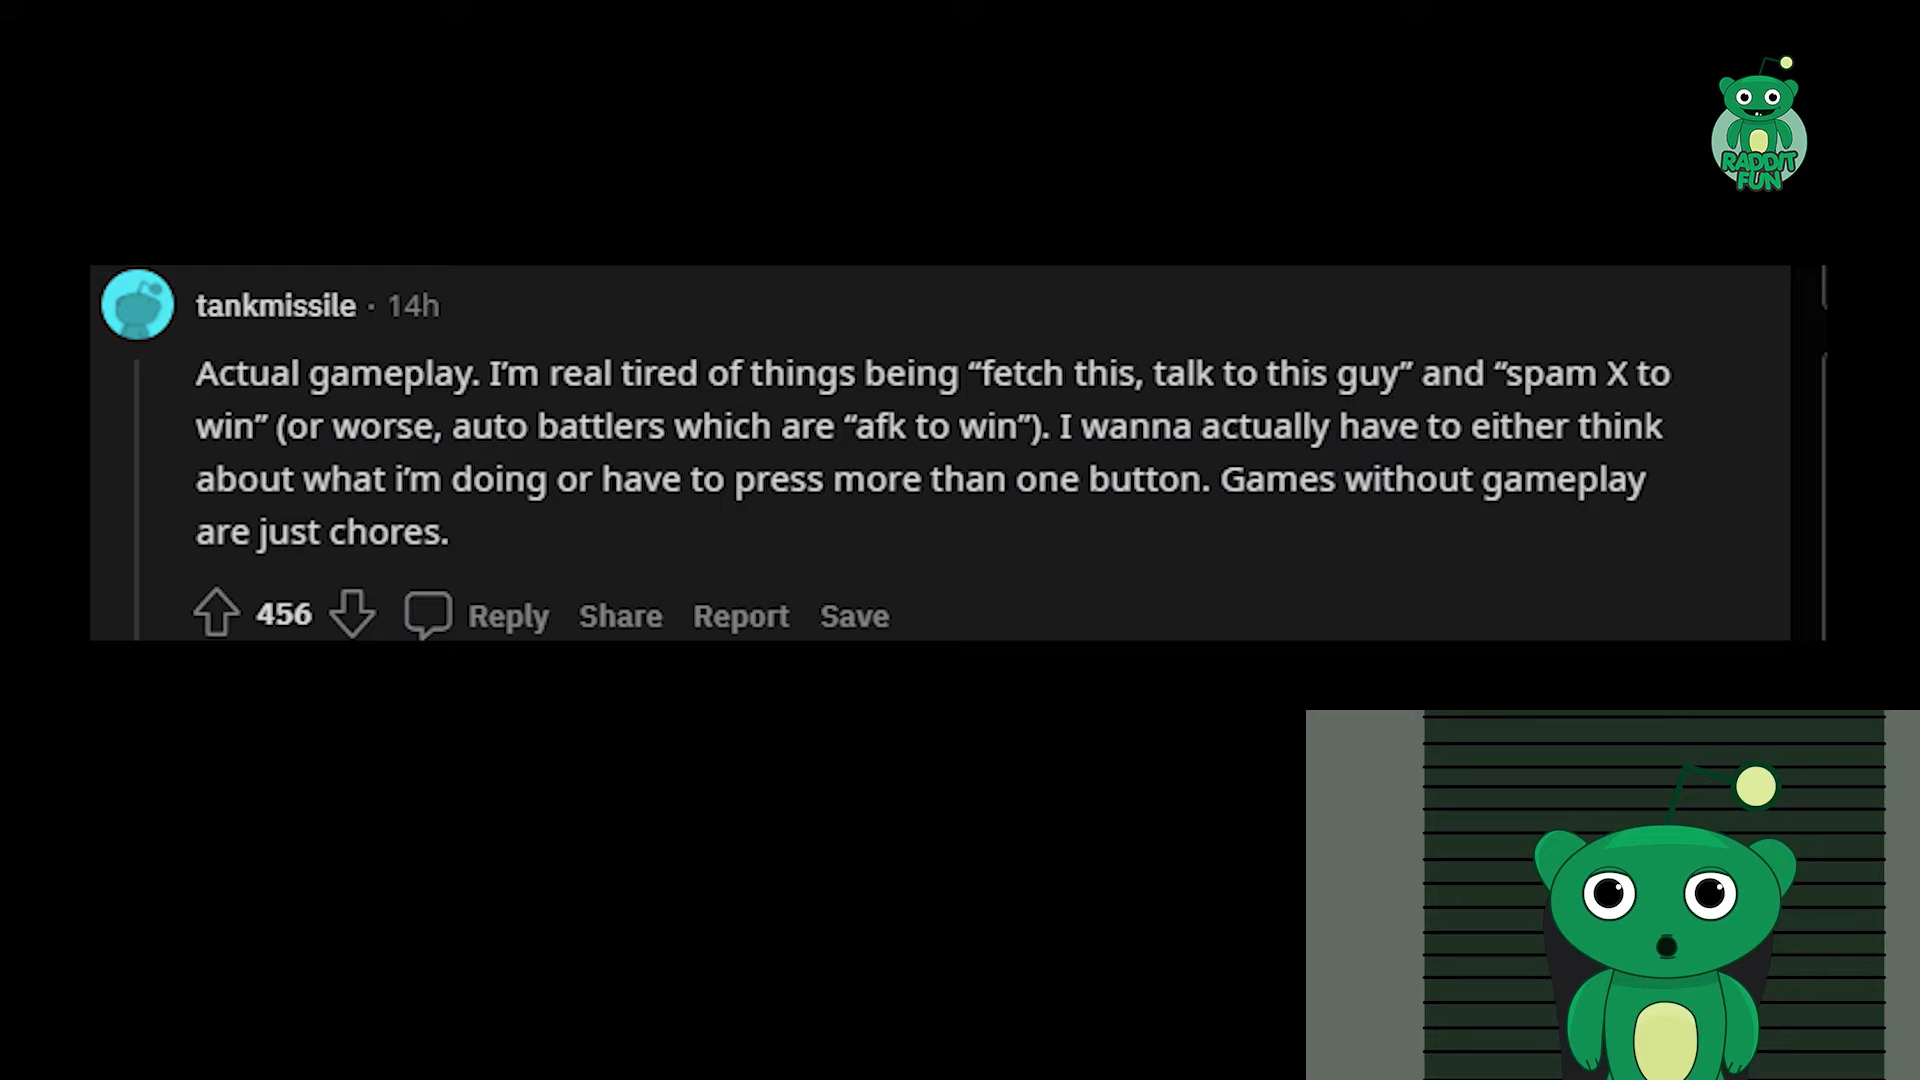 RADDIT
FUN
tankmissile · 14h
Actual gameplay. I’m real tired of things being “fetch this, talk to this guy” and “spam X to
win” (or worse, auto battlers which are “afk to win”). I wanna actually have to either think
about what i’m doing or have to press more than one button. Games without gameplay
are just chores.
456 Reply Share Report Save